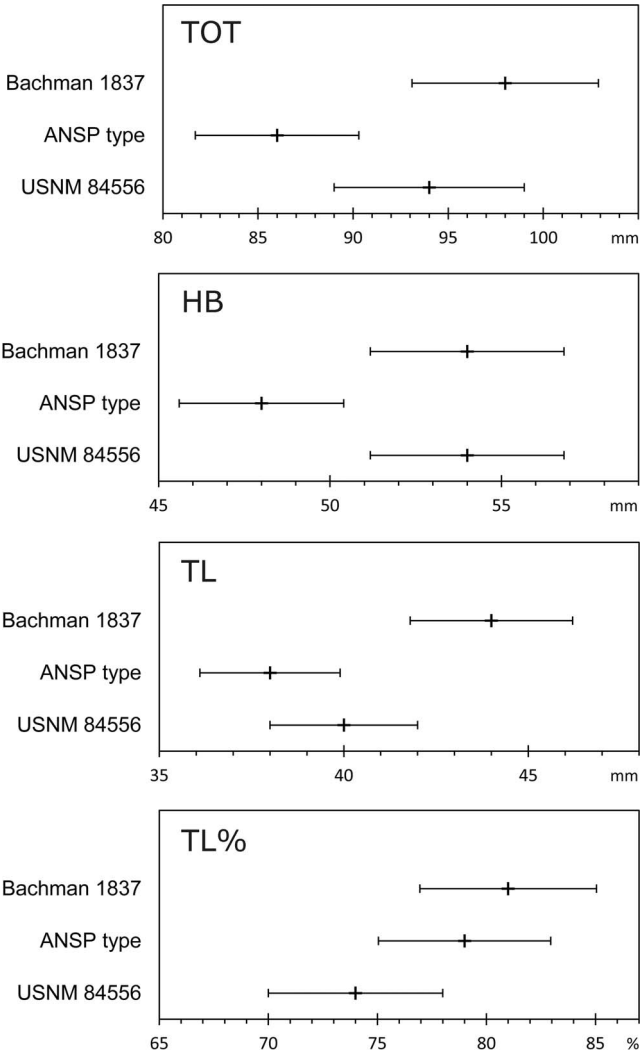 TOT
Bachman 1837
ANSP type
USNM 84556
80 85 90 95 100 mm
HB
Bachman 1837
ANSP type
USNM 84556
45 50 55 mm
TL
Bachman 1837
ANSP type
USNM 84556
35 40 45 mm
TL%
Bachman 1837
ANSP type
USNM 84556
65 70 75 80 85 %